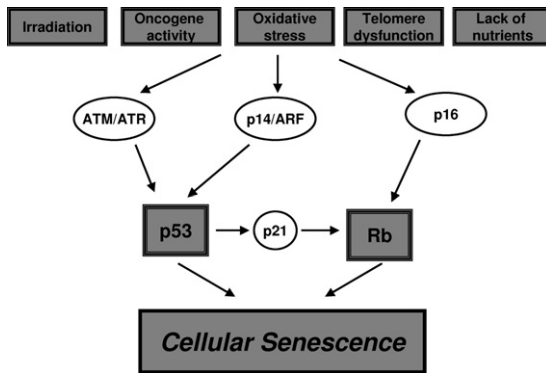 Irradiation
Oncogene
activity
Oxidative
stress
Telomere
dysfunction
Lack of
nutrients
ATM/ATR
p14/ARF
p16
p53
p21
Rb
Cellular Senescence